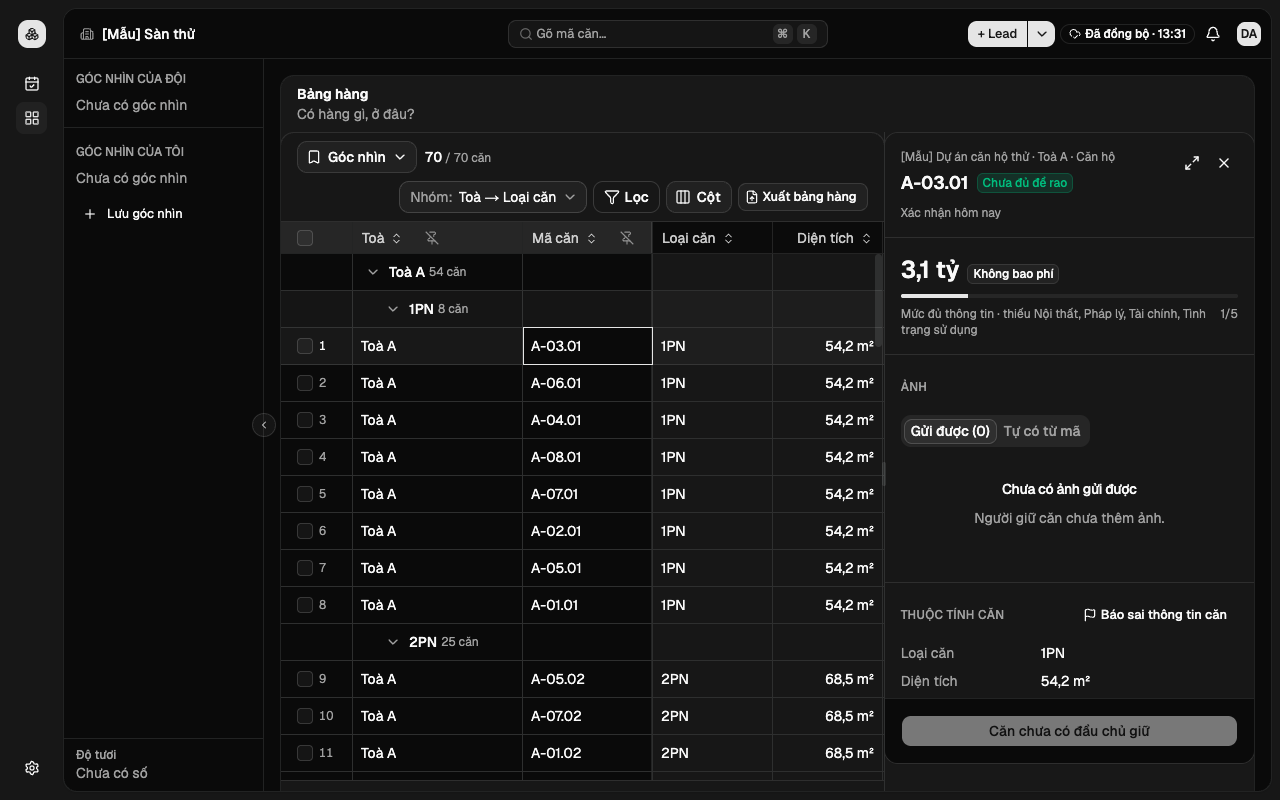 [Mẫu] Sàn thử
Gõ mã căn...
⌘ K
+ Lead
Đã đồng bộ · 13:31
DA
GÓC NHÌN CỦA ĐỘI
Chưa có góc nhìn
GÓC NHÌN CỦA TÔI
Chưa có góc nhìn
+ Lưu góc nhìn
Độ tươi
Chưa có số
Bảng hàng
Có hàng gì, ở đâu?
Góc nhìn
70 / 70 căn
Nhóm: Toà → Loại căn
Lọc
Cột
Xuất bảng hàng
Toà Mã căn Loại căn Diện tích
Toà A 54 căn
1PN 8 căn
1 Toà A A-03.01 1PN 54,2 m²
2 Toà A A-06.01 1PN 54,2 m²
3 Toà A A-04.01 1PN 54,2 m²
4 Toà A A-08.01 1PN 54,2 m²
5 Toà A A-07.01 1PN 54,2 m²
6 Toà A A-02.01 1PN 54,2 m²
7 Toà A A-05.01 1PN 54,2 m²
8 Toà A A-01.01 1PN 54,2 m²
2PN 25 căn
9 Toà A A-05.02 2PN 68,5 m²
10 Toà A A-07.02 2PN 68,5 m²
11 Toà A A-01.02 2PN 68,5 m²
[Mẫu] Dự án căn hộ thử · Toà A · Căn hộ
A-03.01 Chưa đủ để rao
Xác nhận hôm nay
3,1 tỷ Không bao phí
Mức đủ thông tin · thiếu Nội thất, Pháp lý, Tài chính, Tình 1/5
trạng sử dụng
ẢNH
Gửi được (0) Tự có từ mã
Chưa có ảnh gửi được
Người giữ căn chưa thêm ảnh.
THUỘC TÍNH CĂN
Báo sai thông tin căn
Loại căn 1PN
Diện tích 54,2 m²
Căn chưa có đầu chủ giữ